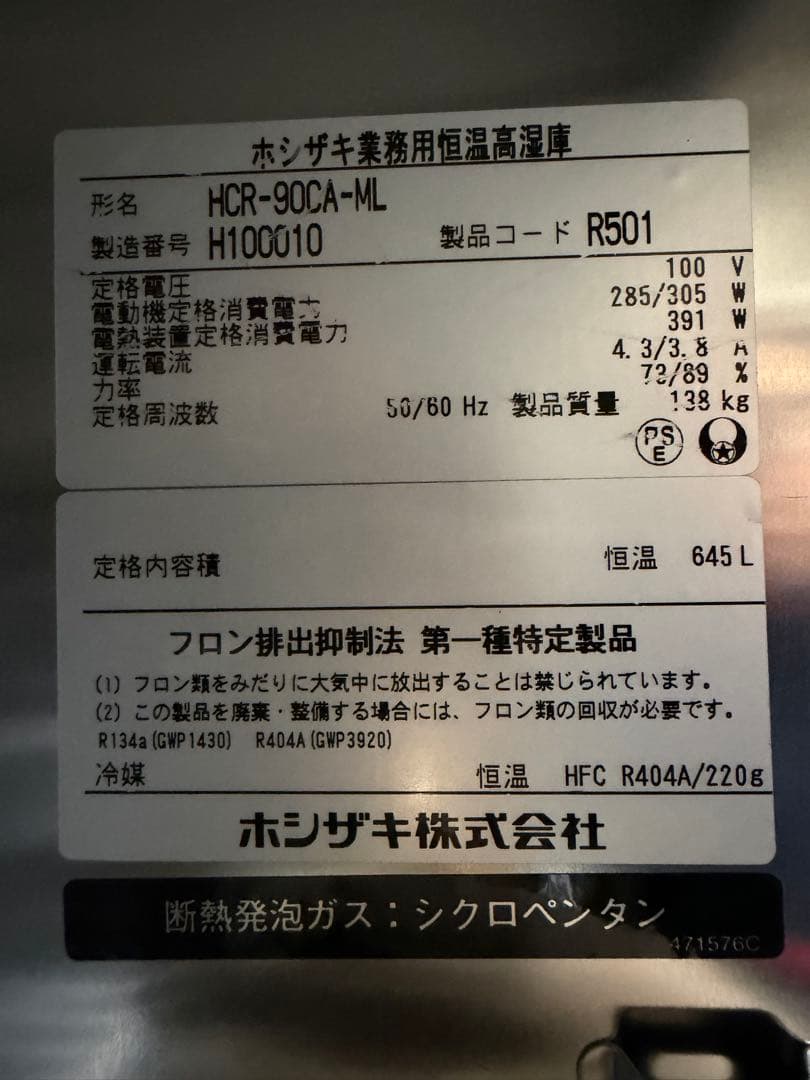 ホシザキ業務用恒温高湿庫
形名 HCR-90CA-ML
製造番号 H100010 製品コード R501
定格電圧 100 V
電動機定格消費電力 285/305 W
電熱装置定格消費電力 391 W
運転電流 4.3/3.8 A
力率 73/89 %
定格周波数 50/60 Hz 製品質量 138 kg
PS
E
定格内容積 恒温 645L
フロン排出抑制法 第一種特定製品
(1) フロン類をみだりに大気中に放出することは禁じられています。
(2) この製品を廃棄・整備する場合には、フロン類の回収が必要です。
R134a(GWP1430) R404A(GWP3920)
冷媒 恒温 HFC R404A/220g
ホシザキ株式会社
断熱発泡ガス：シクロペンタン
471576C